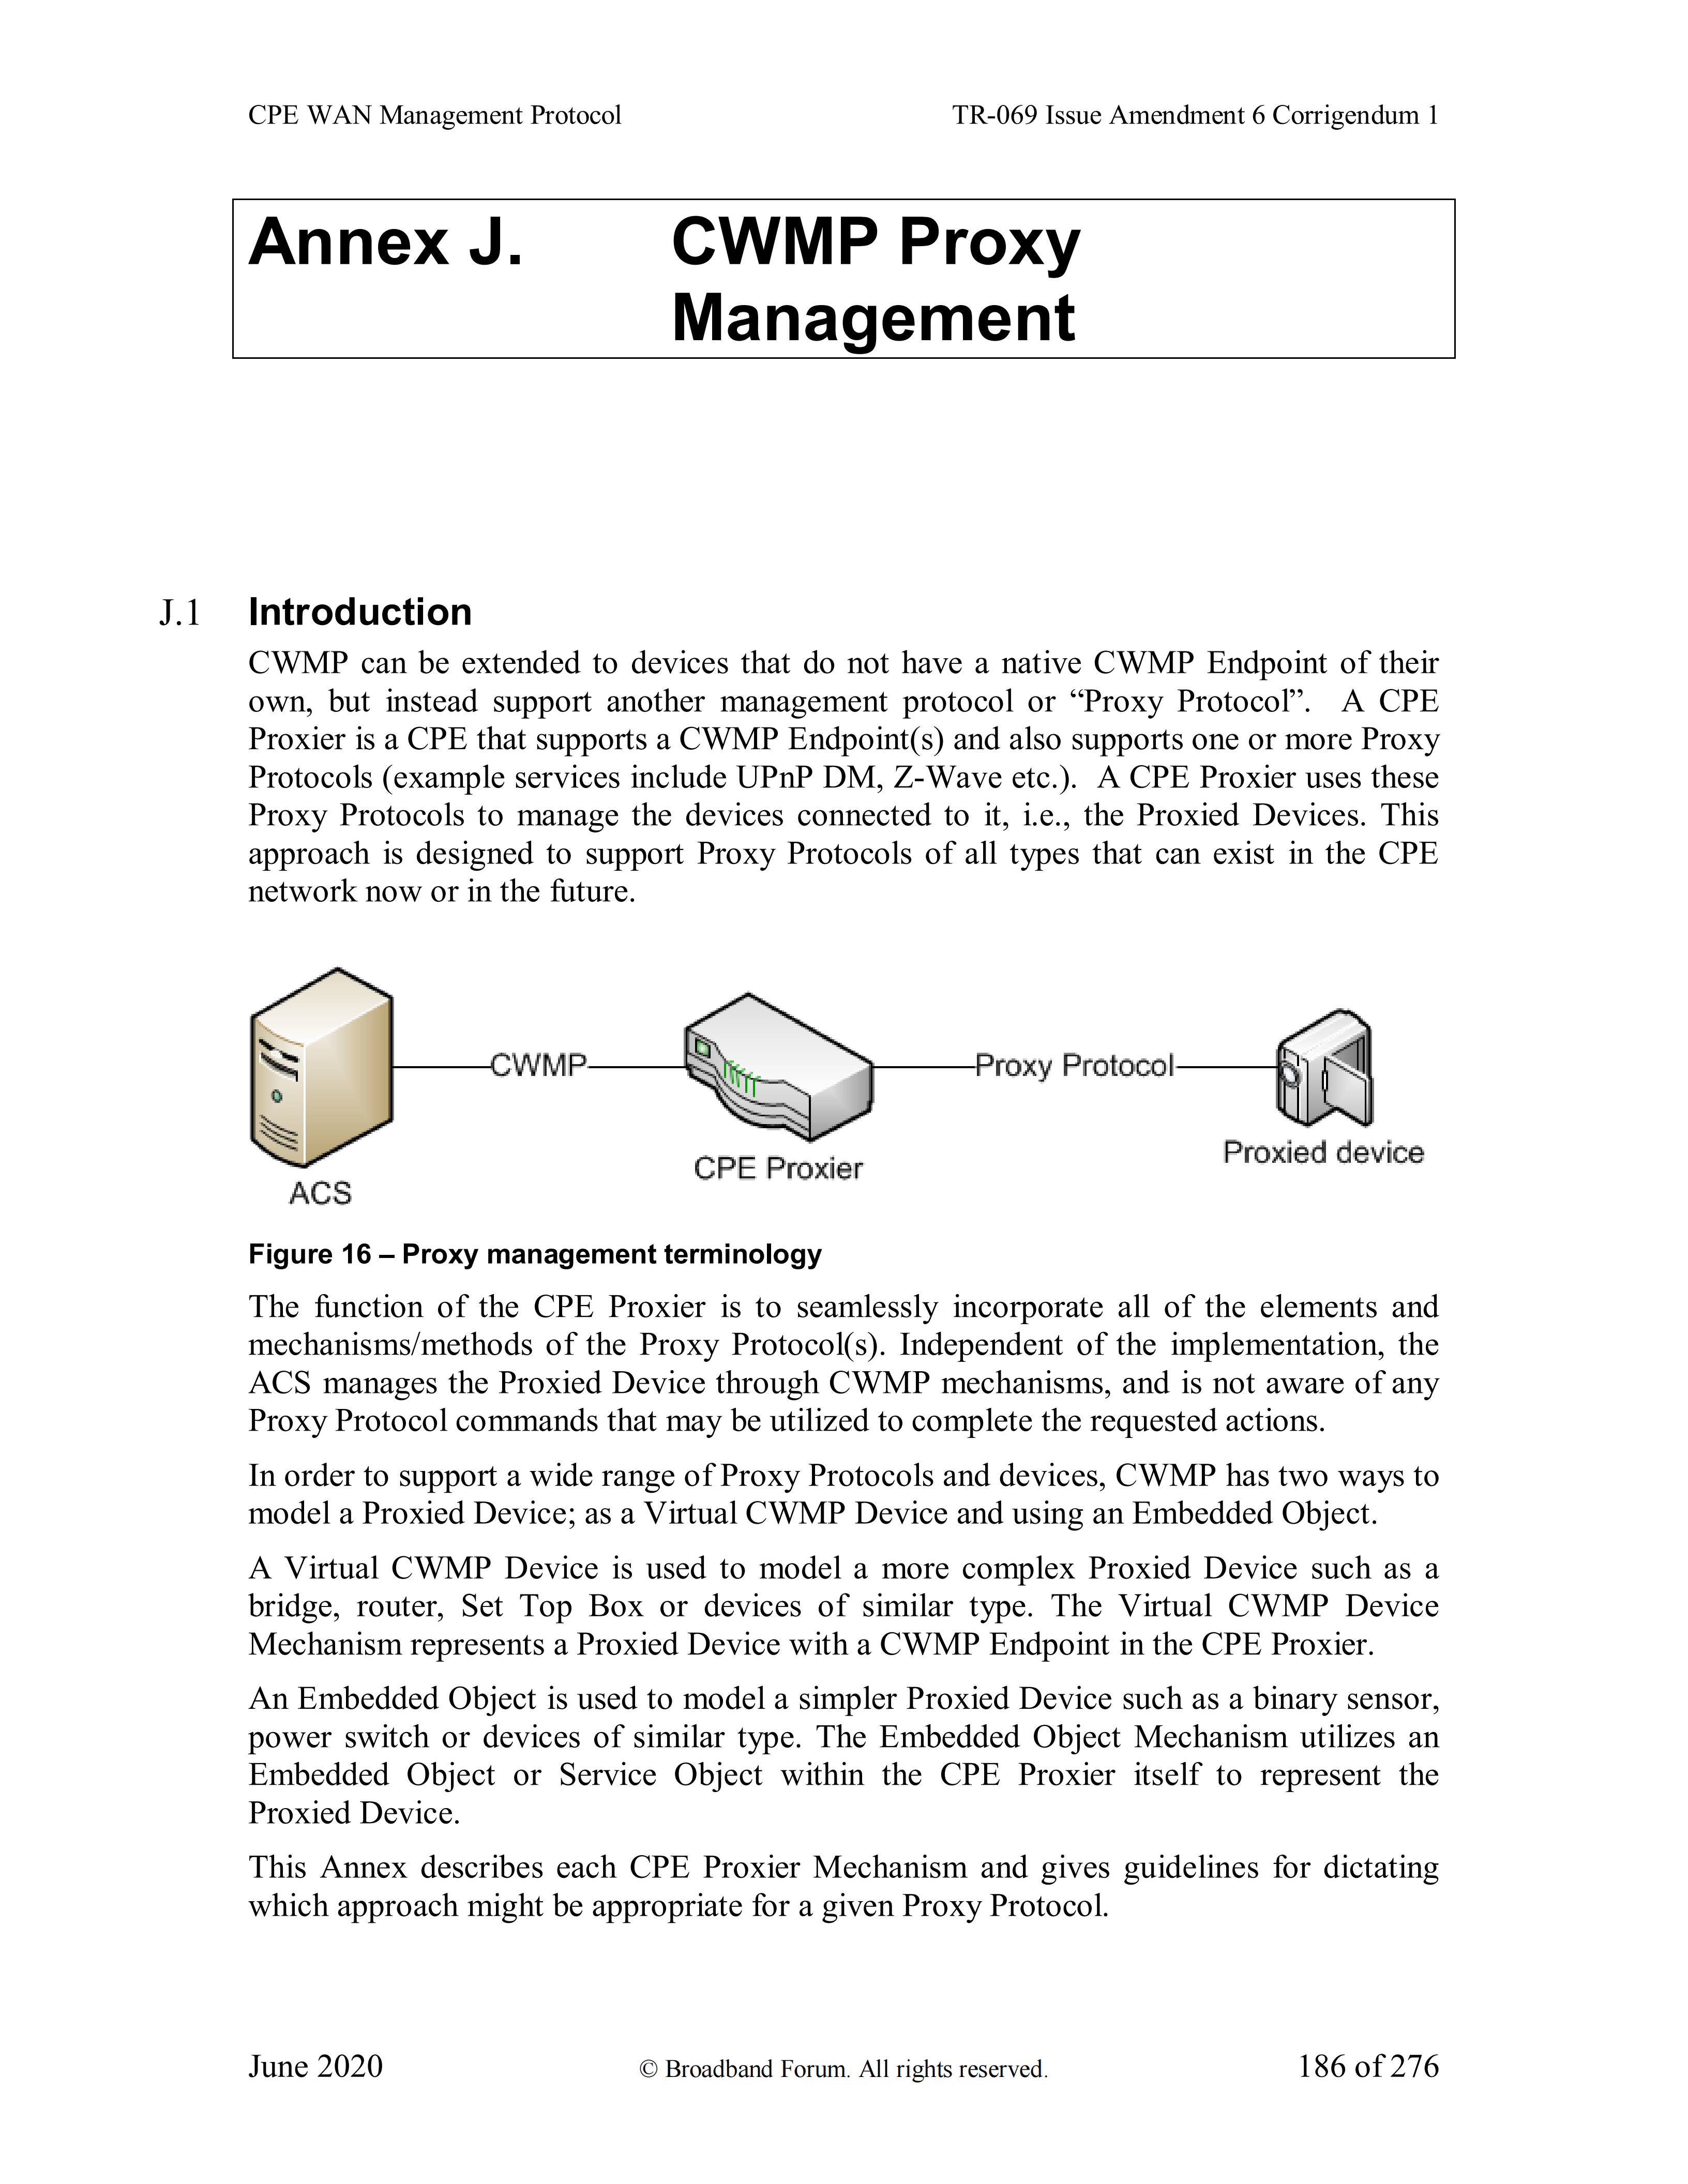 CPE WAN Management Protocol TR-069 Issue Amendment 6 Corrigendum 1
Annex J. CWMP Proxy
Management
J.1 Introduction
CWMP can be extended to devices that do not have a native CWMP Endpoint of their
own, but instead support another management protocol or “Proxy Protocol”. A CPE
Proxier is a CPE that supports a CWMP Endpoint(s) and also supports one or more Proxy
Protocols (example services include UPnP DM, Z-Wave etc.). A CPE Proxier uses these
Proxy Protocols to manage the devices connected to it, i.e., the Proxied Devices. This
approach is designed to support Proxy Protocols of all types that can exist in the CPE
network now or in the future.
CWMP Proxy Protocol
Proxied device
CPE Proxier
ACS
Figure 16 – Proxy management terminology
The function of the CPE Proxier is to seamlessly incorporate all of the elements and
mechanisms/methods of the Proxy Protocol(s). Independent of the implementation, the
ACS manages the Proxied Device through CWMP mechanisms, and is not aware of any
Proxy Protocol commands that may be utilized to complete the requested actions.
In order to support a wide range of Proxy Protocols and devices, CWMP has two ways to
model a Proxied Device; as a Virtual CWMP Device and using an Embedded Object.
A Virtual CWMP Device is used to model a more complex Proxied Device such as a
bridge, router, Set Top Box or devices of similar type. The Virtual CWMP Device
Mechanism represents a Proxied Device with a CWMP Endpoint in the CPE Proxier.
An Embedded Object is used to model a simpler Proxied Device such as a binary sensor,
power switch or devices of similar type. The Embedded Object Mechanism utilizes an
Embedded Object or Service Object within the CPE Proxier itself to represent the
Proxied Device.
This Annex describes each CPE Proxier Mechanism and gives guidelines for dictating
which approach might be appropriate for a given Proxy Protocol.
June 2020 © Broadband Forum. All rights reserved. 186 of 276